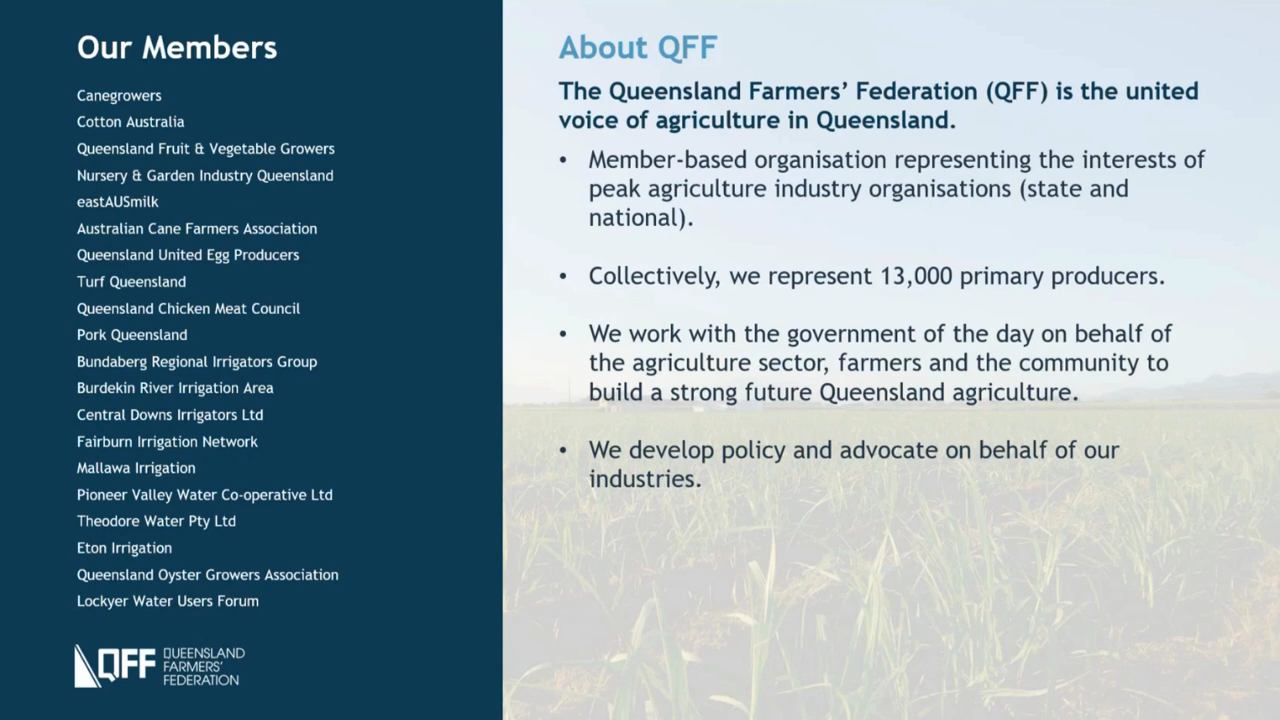 Our Members
Canegrowers
Cotton Australia
Queensland Fruit & Vegetable Growers
Nursery & Garden Industry Queensland
eastAUSmilk
Australian Cane Farmers Association
Queensland United Egg Producers
Turf Queensland
Queensland Chicken Meat Council
Pork Queensland
Bundaberg Regional Irrigators Group
Burdekin River Irrigation Area
Central Downs Irrigators Ltd
Fairburn Irrigation Network
Mallawa Irrigation
Pioneer Valley Water Co-operative Ltd
Theodore Water Pty Ltd
Eton Irrigation
Queensland Oyster Growers Association
Lockyer Water Users Forum
QFF
QUEENSLAND
FARMERS'
FEDERATION
About QFF
The Queensland Farmers’ Federation (QFF) is the united
voice of agriculture in Queensland.
• Member-based organisation representing the interests of
peak agriculture industry organisations (state and
national).
• Collectively, we represent 13,000 primary producers.
• We work with the government of the day on behalf of
the agriculture sector, farmers and the community to
build a strong future Queensland agriculture.
• We develop policy and advocate on behalf of our
industries.